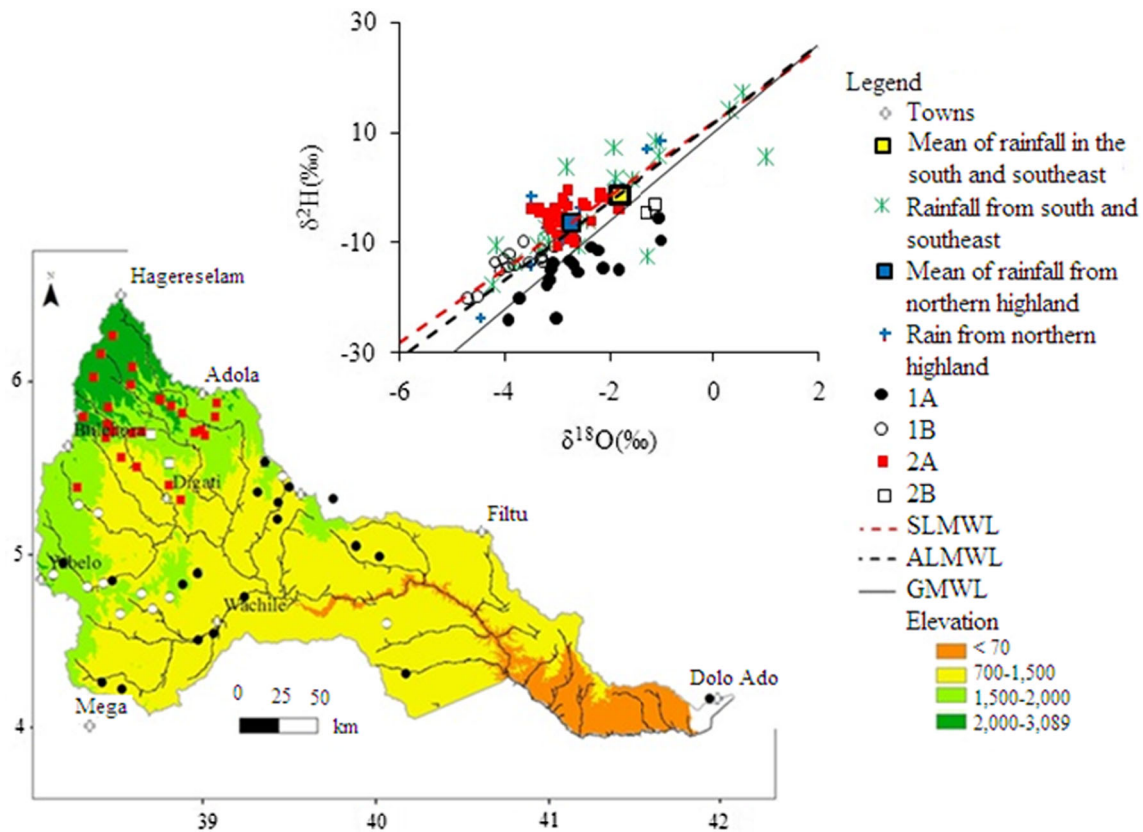 30
10
-10
-30
δ²H(‰)
-6
-4
-2
0
2
δ¹⁸O(‰)
Legend
Towns
Mean of rainfall in the
south and southeast
Rainfall from south and
southeast
Mean of rainfall from
northern highland
Rain from northern
highland
1A
1B
2A
2B
SLMWL
ALMWL
GMWL
Elevation
< 70
700-1,500
1,500-2,000
2,000-3,089
N
Hagereselam
Adola
Digati
Filtu
Yabelo
Wachile
Mega
Dolo Ado
0 25 50
km
6
5
4
39
40
41
42